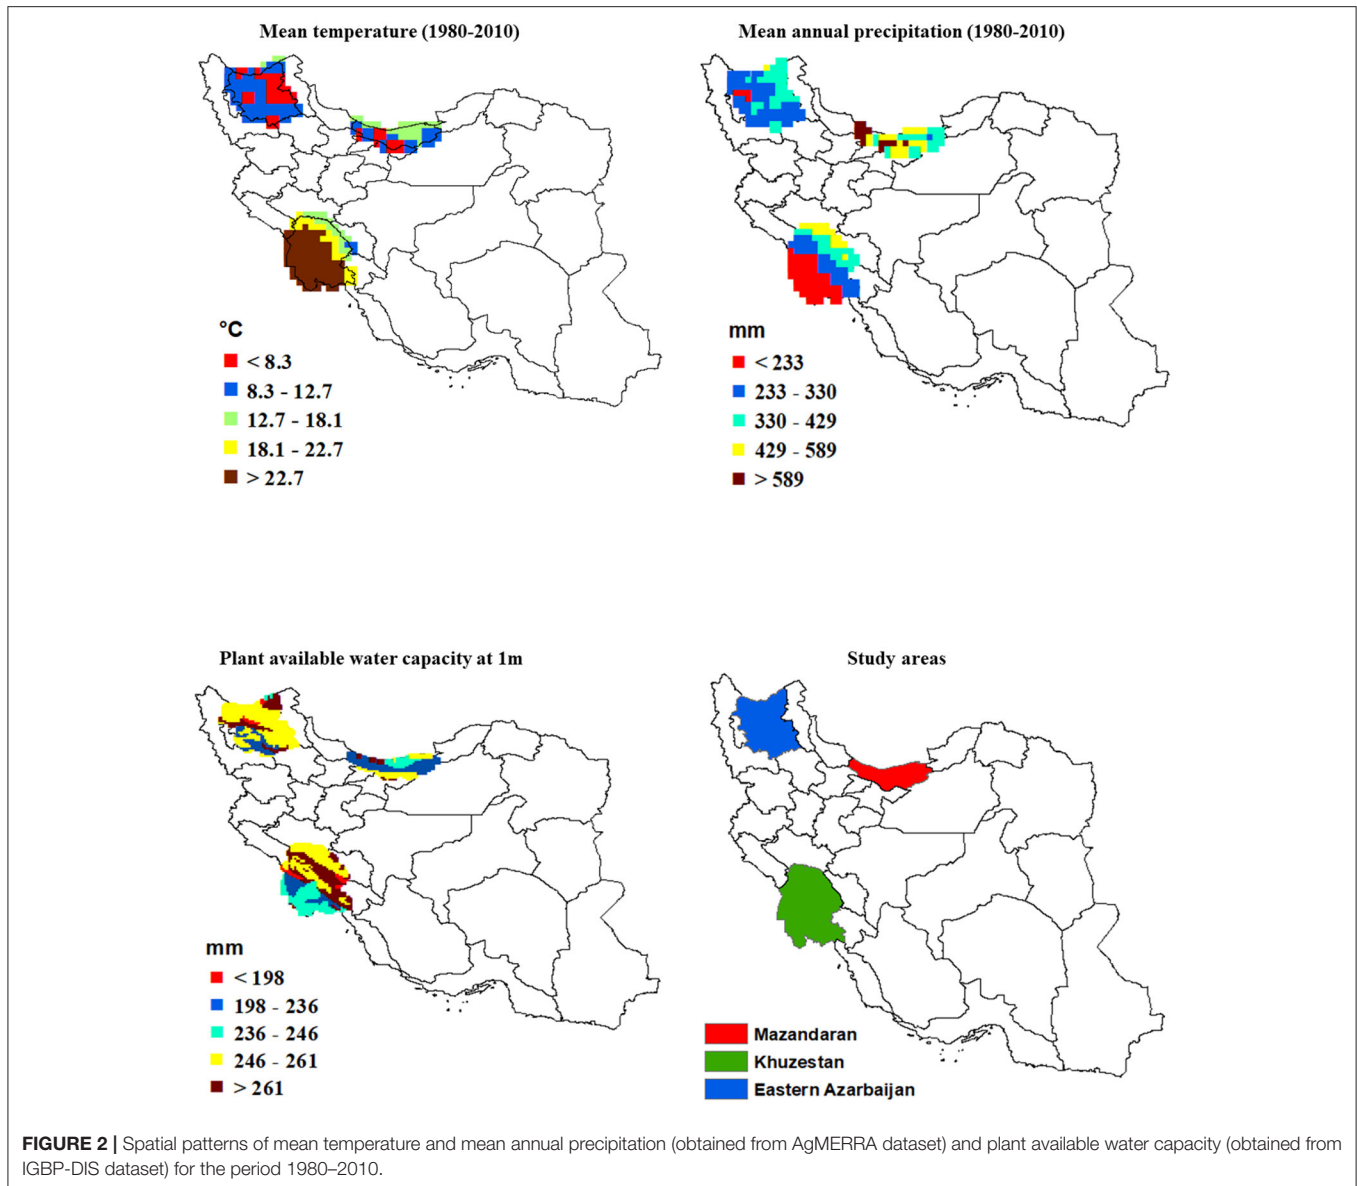 Mean temperature (1980-2010)
°C
< 8.3
8.3 - 12.7
12.7 - 18.1
18.1 - 22.7
> 22.7
Mean annual precipitation (1980-2010)
mm
< 233
233 - 330
330 - 429
429 - 589
> 589
Plant available water capacity at 1m
mm
< 198
198 - 236
236 - 246
246 - 261
> 261
Study areas
Mazandaran
Khuzestan
Eastern Azarbaijan
FIGURE 2 | Spatial patterns of mean temperature and mean annual precipitation (obtained from AgMERRA dataset) and plant available water capacity (obtained from
IGBP-DIS dataset) for the period 1980–2010.